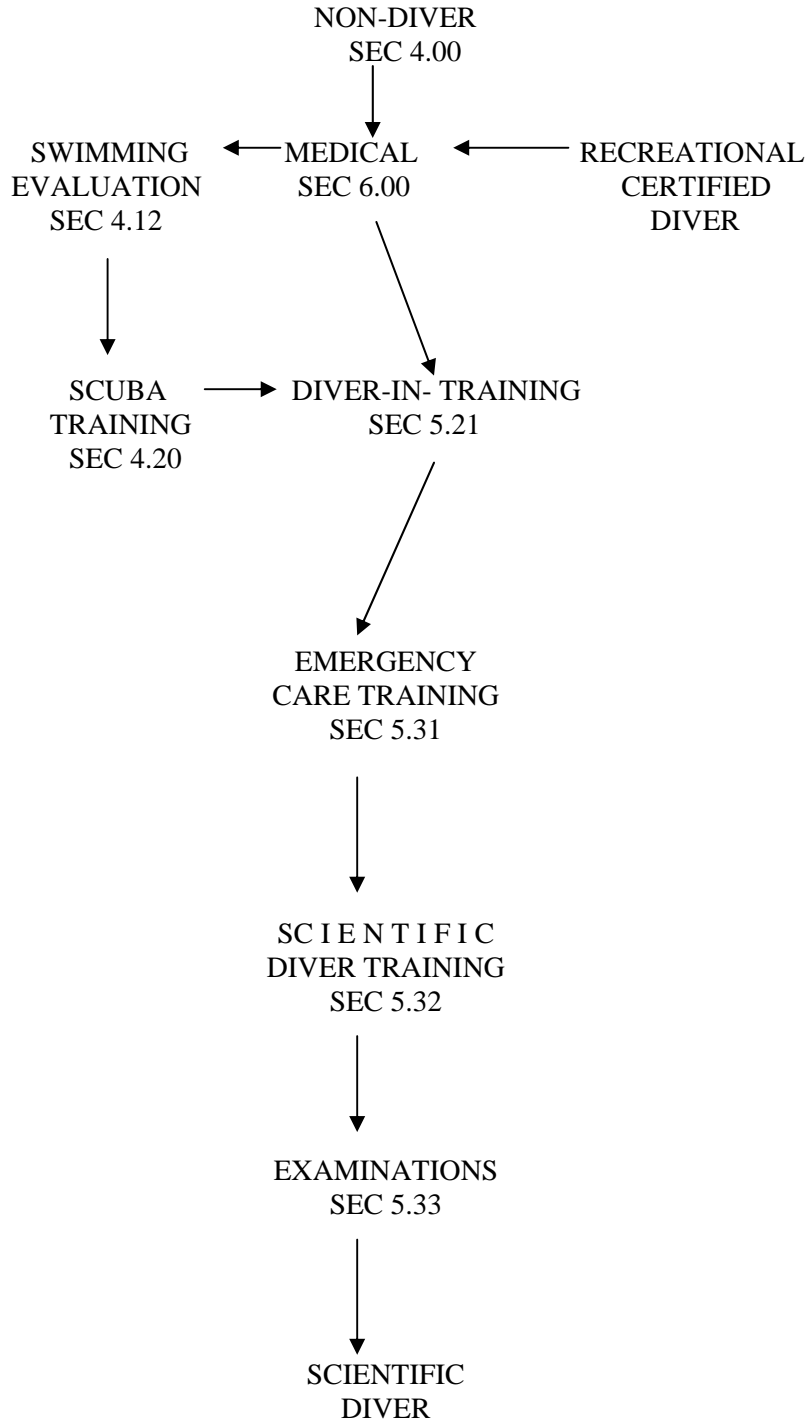 NON-DIVER
SEC 4.00
SWIMMING
EVALUATION
SEC 4.12
MEDICAL
SEC 6.00
RECREATIONAL
CERTIFIED
DIVER
SCUBA
TRAINING
SEC 4.20
DIVER-IN- TRAINING
SEC 5.21
EMERGENCY
CARE TRAINING
SEC 5.31
SC I E N T I F I C
DIVER TRAINING
SEC 5.32
EXAMINATIONS
SEC 5.33
SCIENTIFIC
DIVER